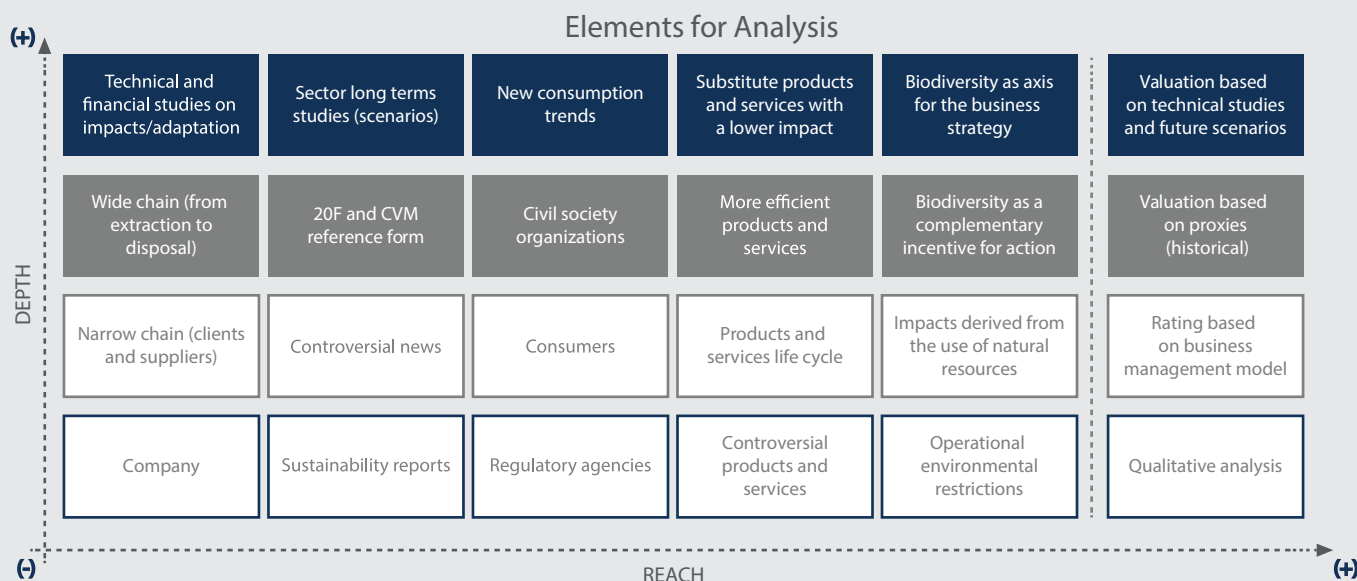 Elements for Analysis
(+)
Technical and
financial studies on
impacts/adaptation
Sector long terms
studies (scenarios)
New consumption
trends
Substitute products
and services with
a lower impact
Biodiversity as axis
for the business
strategy
Valuation based
on technical studies
and future scenarios
Wide chain (from
extraction to
disposal)
20F and CVM
reference form
Civil society
organizations
More efficient
products and
services
Biodiversity as a
complementary
incentive for action
Valuation based
on proxies
(historical)
DEPTH
Narrow chain (clients
and suppliers)
Controversial news
Consumers
Products and
services life cycle
Impacts derived from
the use of natural
resources
Rating based
on business
management model
Company
Sustainability reports
Regulatory agencies
Controversial
products and
services
Operational
environmental
restrictions
Qualitative analysis
(-)
REACH
(+)